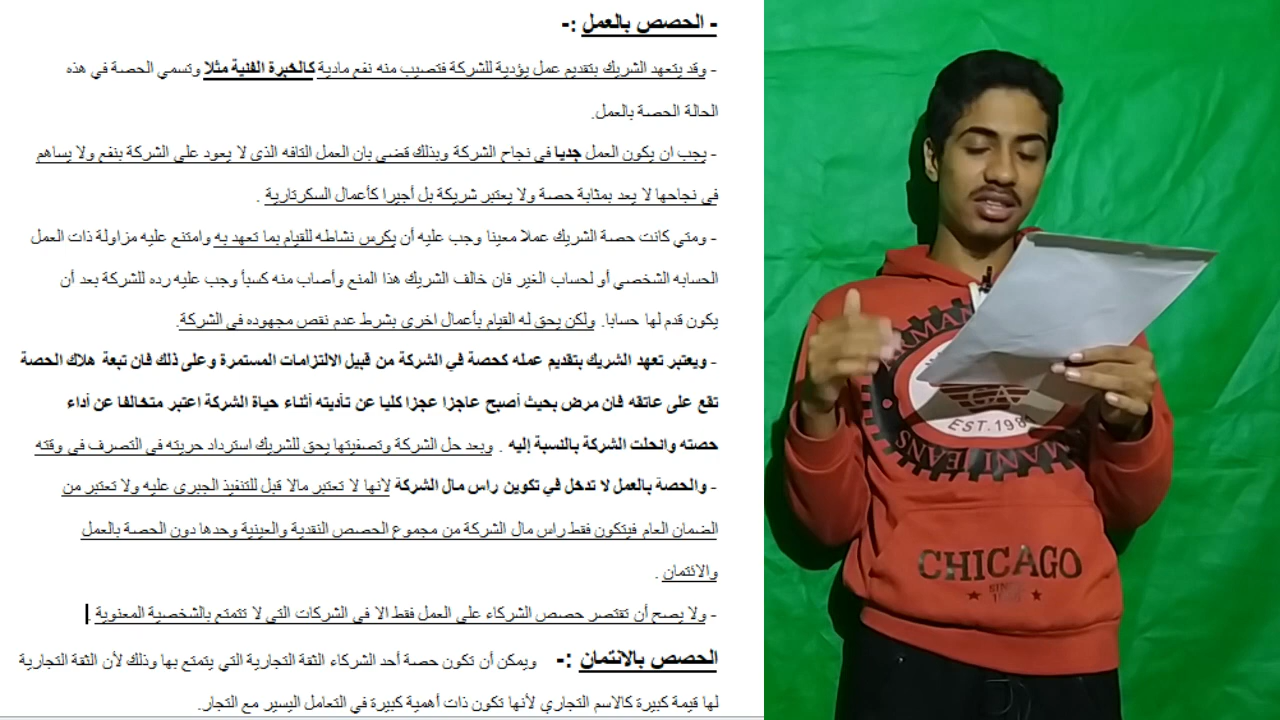 - الحصص بالعمل :-
- وقد يتعهد الشريك بتقديم عمل يؤدية للشركة فتصيب منه نفع مادية كالخبرة الفنية مثلا وتسمي الحصة في هذه
الحالة الحصة بالعمل.
- يجب ان يكون العمل جديا في نجاح الشركة وبذلك قضي بان العمل التافه الذي لا يعود علي الشركة بنفع ولا يساهم
في نجاحها لا يعد بمثابة حصة ولا يعتبر شريكة بل أجيرا كأعمال السكرتارية .
- ومتي كانت حصة الشريك عملا معينا وجب عليه أن يكرس نشاطه للقيام بما تعهد به وامتنع عليه مزاولة ذات العمل
الحسابه الشخصي أو لحساب الغير فان خالف الشريك هذا المنع وأصاب منه كسبأ وجب عليه رده للشركة بعد أن
يكون قدم لها حسابا. ولكن يحق له القيام بأعمال اخرى بشرط عدم نقص مجهوده في الشركة.
- ويعتبر تعهد الشريك بتقديم عمله كحصة في الشركة من قبيل الالتزامات المستمرة وعلى ذلك فان تبعة هلاك الحصة
تقع على عاتقه فان مرض بحيث أصبح عاجزا عجزا كليا عن تأديته أثناء حياة الشركة اعتبر متخالفا عن أداء
حصته وانحلت الشركة بالنسبة إليه . وبعد حل الشركة وتصفيتها يحق للشريك استرداد حريته في التصرف في وقته
- والحصة بالعمل لا تدخل في تكوين راس مال الشركة لأنها لا تعتبر مالا قبل للتنفيذ الجبري عليه ولا تعتبر من
الضمان العام فيتكون فقط راس مال الشركة من مجموع الحصص النقدية والعينية وحدها دون الحصة بالعمل
والائتمان .
- ولا يصح أن تقتصر حصص الشركاء علي العمل فقط الا في الشركات التي لا تتمتع بالشخصية المعنوية .
الحصص بالائتمان :- ويمكن أن تكون حصة أحد الشركاء الثقة التجارية التي يتمتع بها وذلك لأن الثقة التجارية
لها قيمة كبيرة كالاسم التجاري لأنها تكون ذات أهمية كبيرة في التعامل اليسير مع التجار.
ARMAN
EST.198
MANI JEANS
CHICAGO
SINCE